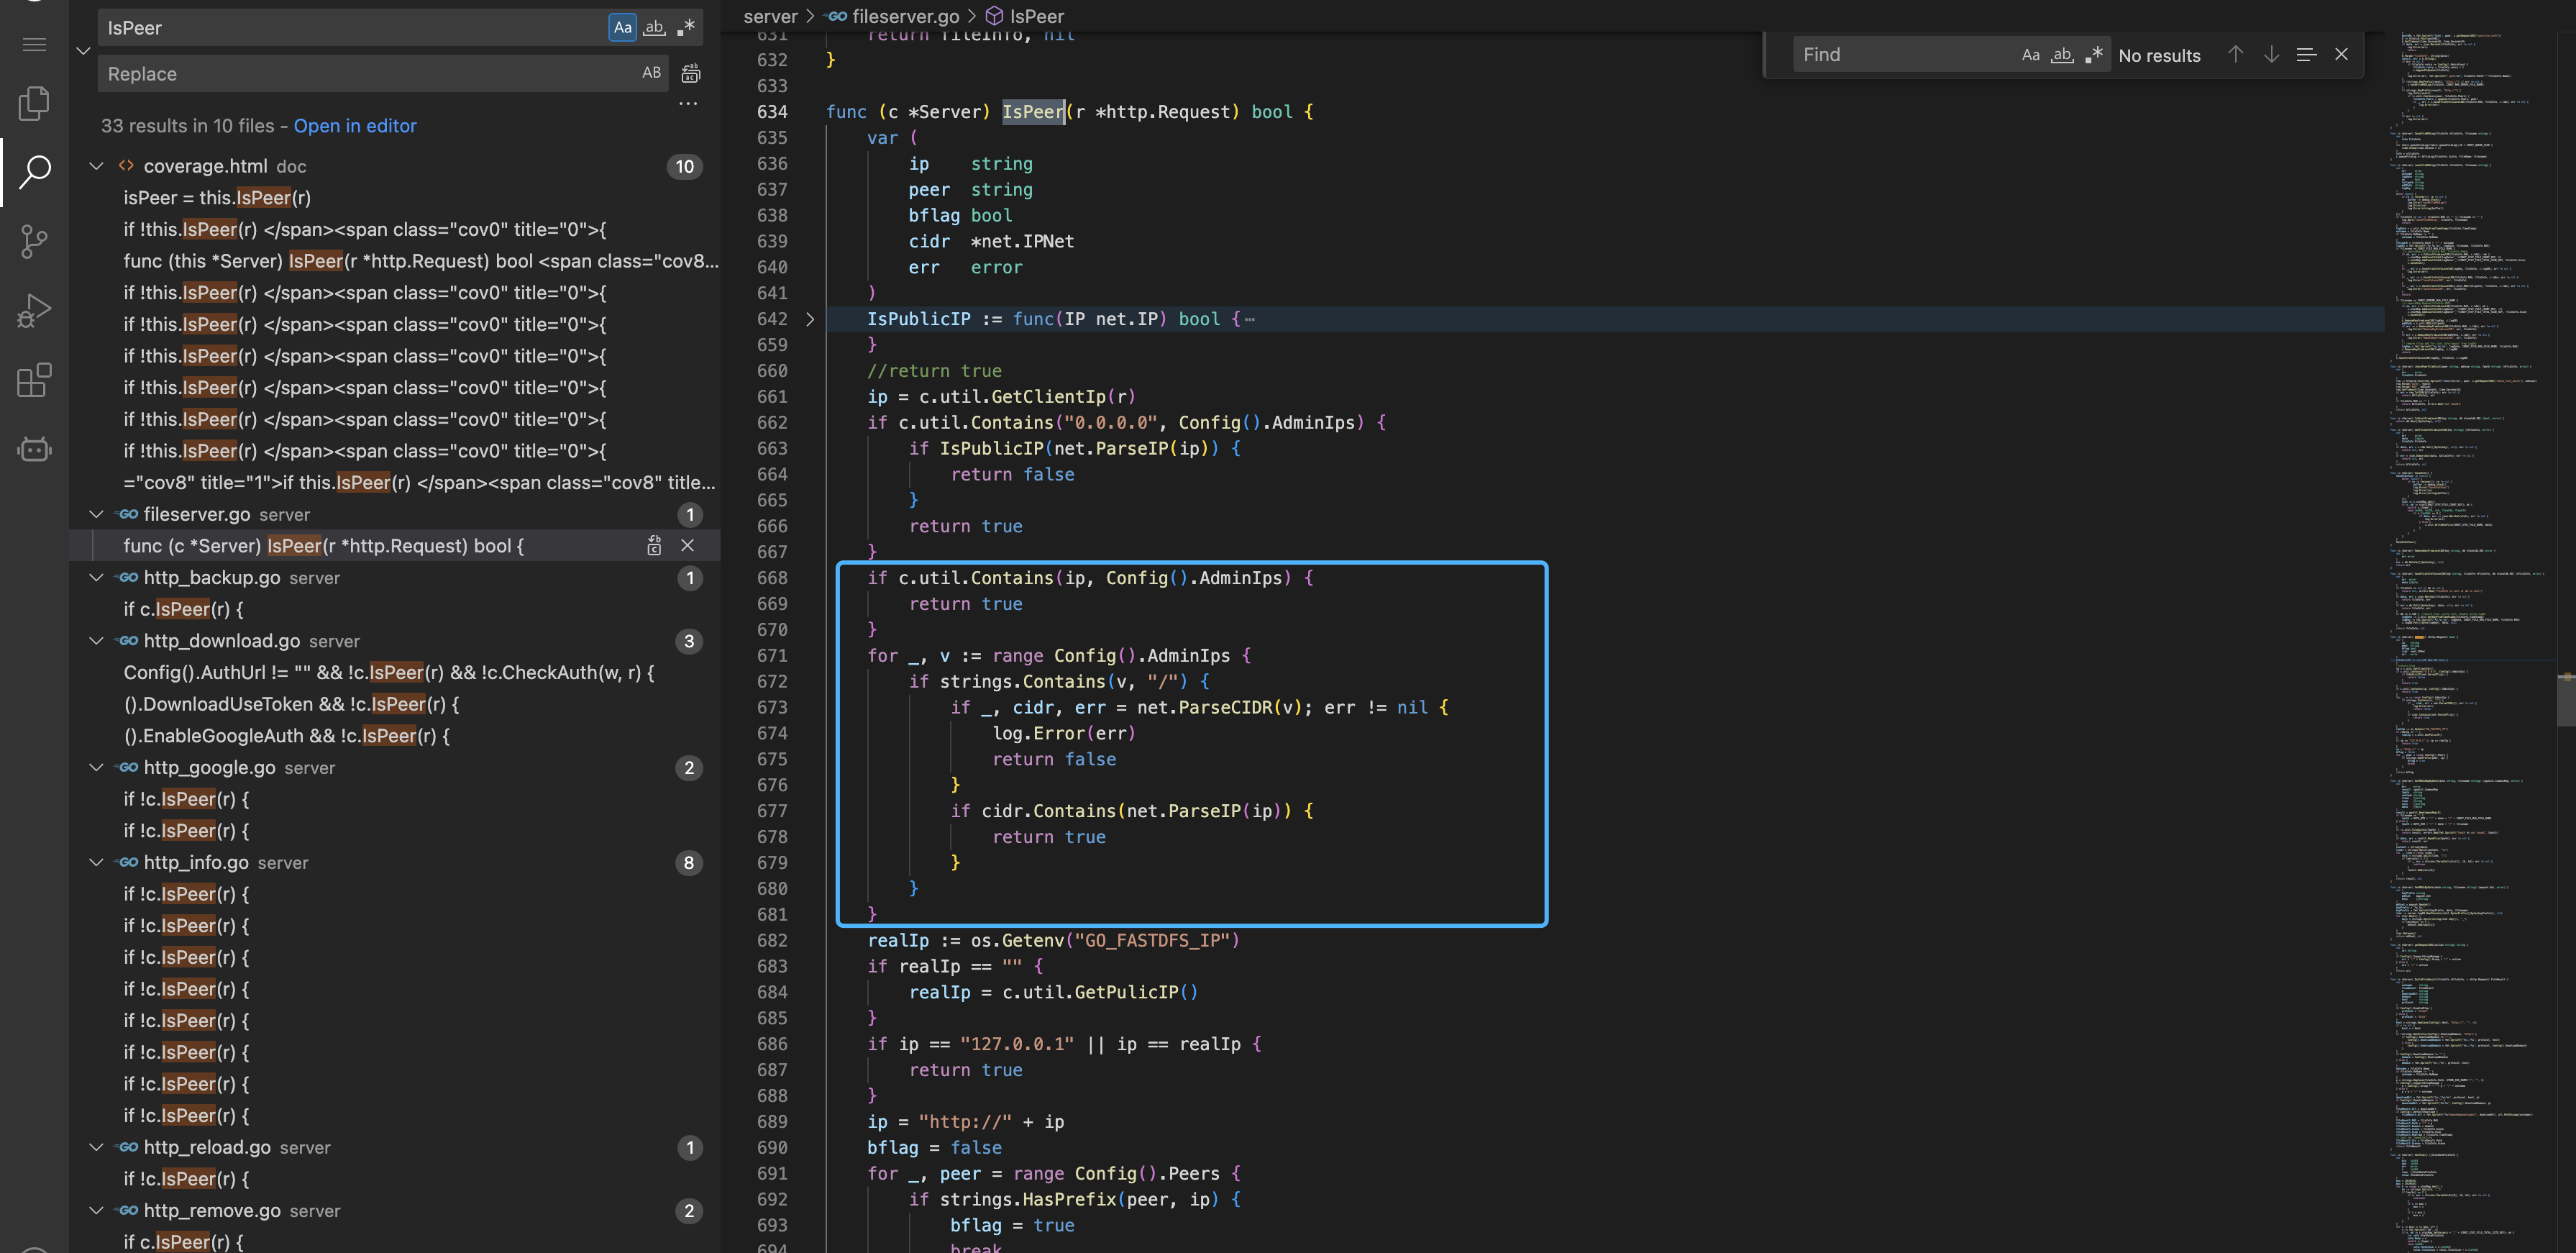 IsPeer
Aa ab .*
Replace
AB
...
33 results in 10 files - Open in editor
<> coverage.html doc 10
isPeer = this.IsPeer(r)
if !this.IsPeer(r) </span><span class="cov0" title="0">{
func (this *Server) IsPeer(r *http.Request) bool <span class="cov8...
if !this.IsPeer(r) </span><span class="cov0" title="0">{
if !this.IsPeer(r) </span><span class="cov0" title="0">{
if !this.IsPeer(r) </span><span class="cov0" title="0">{
if !this.IsPeer(r) </span><span class="cov0" title="0">{
if !this.IsPeer(r) </span><span class="cov0" title="0">{
if !this.IsPeer(r) </span><span class="cov0" title="0">{
="cov8" title="1">if this.IsPeer(r) </span><span class="cov8" title...
GO fileserver.go server 1
func (c *Server) IsPeer(r *http.Request) bool {
GO http_backup.go server 1
if c.IsPeer(r) {
GO http_download.go server 3
Config().AuthUrl != "" && !c.IsPeer(r) && !c.CheckAuth(w, r) {
().DownloadUseToken && !c.IsPeer(r) {
().EnableGoogleAuth && !c.IsPeer(r) {
GO http_google.go server 2
if !c.IsPeer(r) {
if !c.IsPeer(r) {
GO http_info.go server 8
if !c.IsPeer(r) {
if !c.IsPeer(r) {
if !c.IsPeer(r) {
if !c.IsPeer(r) {
if !c.IsPeer(r) {
if !c.IsPeer(r) {
if !c.IsPeer(r) {
if !c.IsPeer(r) {
GO http_reload.go server 1
if !c.IsPeer(r) {
GO http_remove.go server 2
if c.IsPeer(r) {
server > GO fileserver.go > IsPeer
Find Aa ab .* No results
631 return fileInfo, nil
632 }
633
634 func (c *Server) IsPeer(r *http.Request) bool {
635 var (
636 ip string
637 peer string
638 bflag bool
639 cidr *net.IPNet
640 err error
641 )
642 IsPublicIP := func(IP net.IP) bool {…
659 }
660 //return true
661 ip = c.util.GetClientIp(r)
662 if c.util.Contains("0.0.0.0", Config().AdminIps) {
663 if IsPublicIP(net.ParseIP(ip)) {
664 return false
665 }
666 return true
667 }
668 if c.util.Contains(ip, Config().AdminIps) {
669 return true
670 }
671 for _, v := range Config().AdminIps {
672 if strings.Contains(v, "/") {
673 if _, cidr, err = net.ParseCIDR(v); err != nil {
674 log.Error(err)
675 return false
676 }
677 if cidr.Contains(net.ParseIP(ip)) {
678 return true
679 }
680 }
681 }
682 realIp := os.Getenv("GO_FASTDFS_IP")
683 if realIp == "" {
684 realIp = c.util.GetPulicIP()
685 }
686 if ip == "127.0.0.1" || ip == realIp {
687 return true
688 }
689 ip = "http://" + ip
690 bflag = false
691 for _, peer = range Config().Peers {
692 if strings.HasPrefix(peer, ip) {
693 bflag = true
694 break